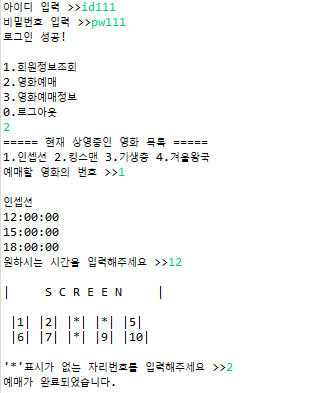 아이디 입력 >>id111
비밀번호 입력 >>pw111
로그인 성공!
1.회원정보조회
2.영화예매
3.영화예매정보
0.로그아웃
2
===== 현재 상영중인 영화 목록 =====
1.인셉션 2.킹스맨 3.기생충 4.겨울왕국
예매할 영화의 번호 >>1
인셉션
12:00:00
15:00:00
18:00:00
원하시는 시간을 입력해주세요 >>12
|     S C R E E N     |
|1| |2| |*| |*| |5|
|6| |7| |*| |9| |10|
'*'표시가 없는 자리번호를 입력해주세요 >>2
예매가 완료되었습니다.